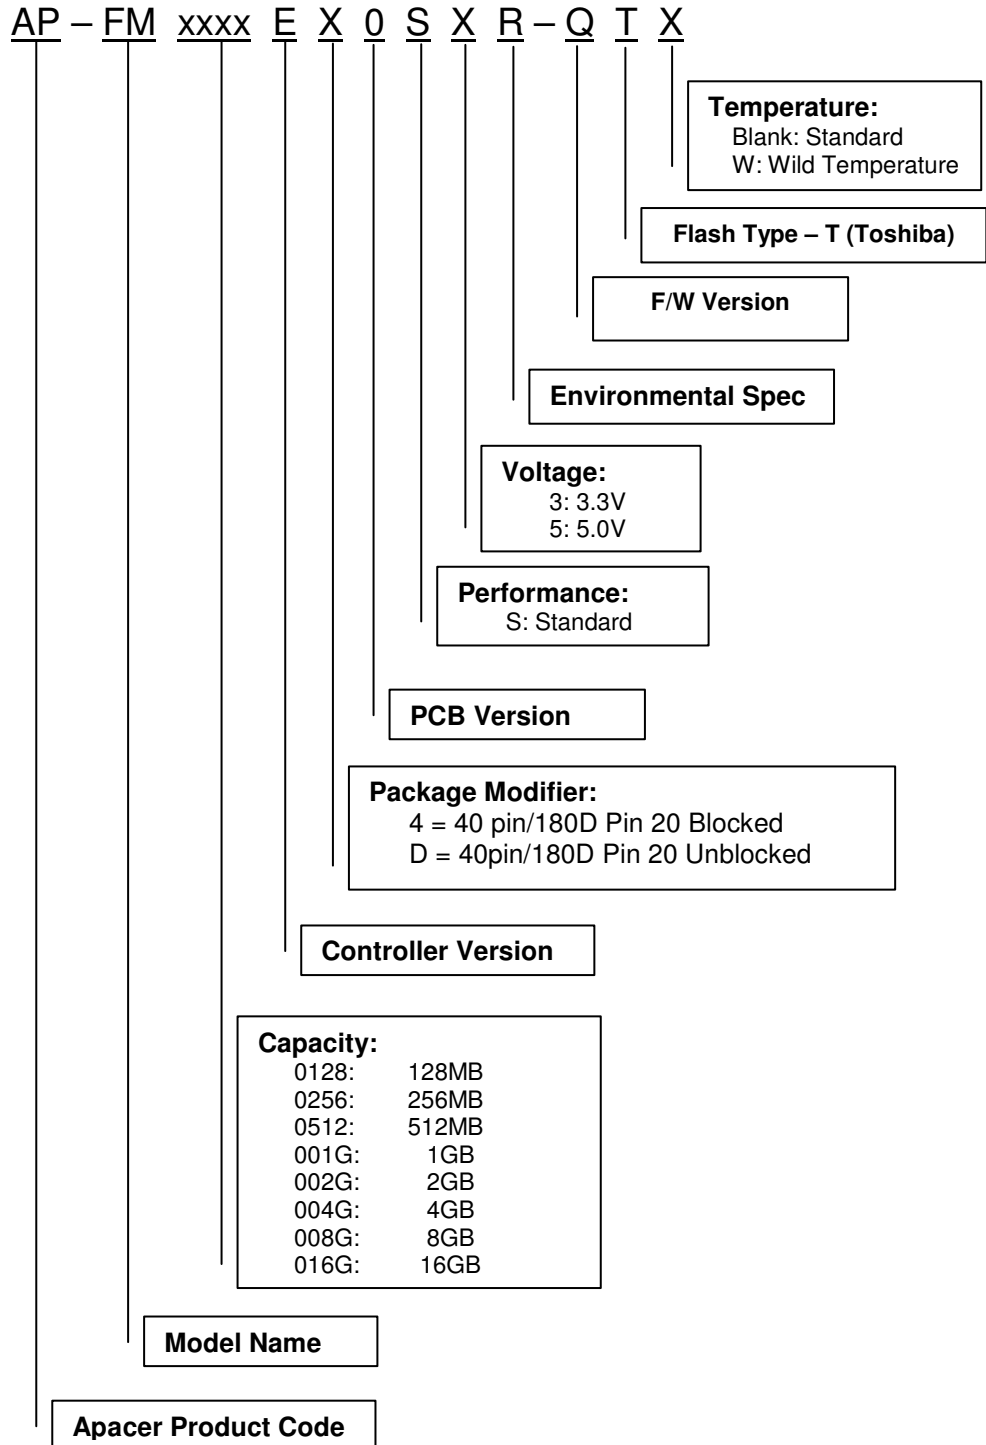 AP – FM xxxx E X 0 S X R – Q T X
Temperature:
Blank: Standard
W: Wild Temperature
Flash Type – T (Toshiba)
F/W Version
Environmental Spec
Voltage:
3: 3.3V
5: 5.0V
Performance:
S: Standard
PCB Version
Package Modifier:
4 = 40 pin/180D Pin 20 Blocked
D = 40pin/180D Pin 20 Unblocked
Controller Version
Capacity:
0128: 128MB
0256: 256MB
0512: 512MB
001G: 1GB
002G: 2GB
004G: 4GB
008G: 8GB
016G: 16GB
Model Name
Apacer Product Code